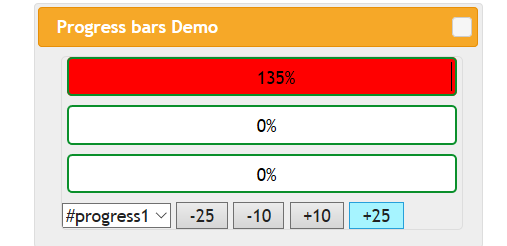 Progress bars Demo
135%
0%
0%
#progress1 -25 -10 +10 +25